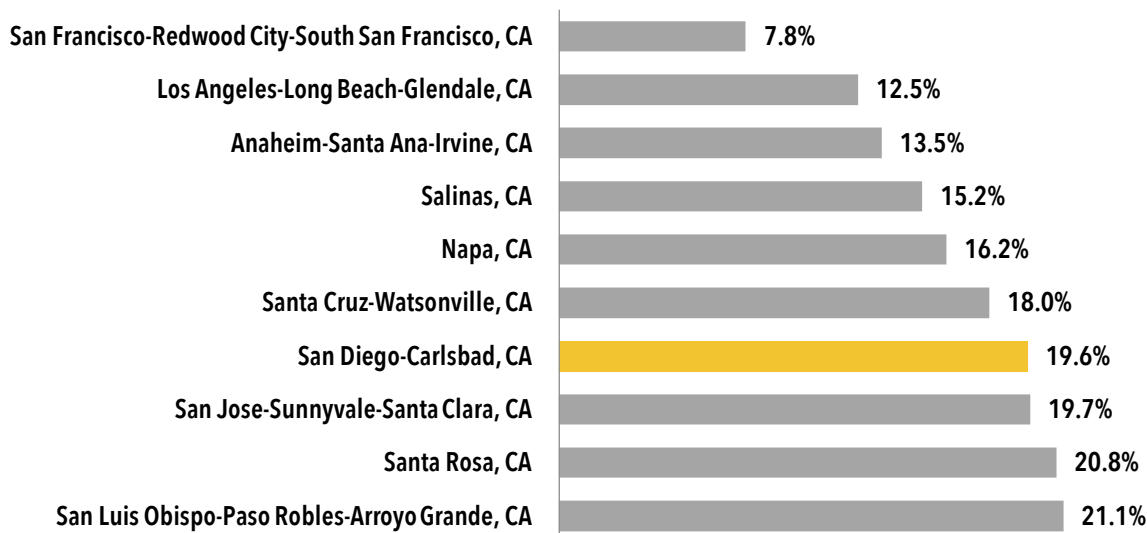 San Francisco-Redwood City-South San Francisco, CA 7.8%
Los Angeles-Long Beach-Glendale, CA 12.5%
Anaheim-Santa Ana-Irvine, CA 13.5%
Salinas, CA 15.2%
Napa, CA 16.2%
Santa Cruz-Watsonville, CA 18.0%
San Diego-Carlsbad, CA 19.6%
San Jose-Sunnyvale-Santa Clara, CA 19.7%
Santa Rosa, CA 20.8%
San Luis Obispo-Paso Robles-Arroyo Grande, CA 21.1%